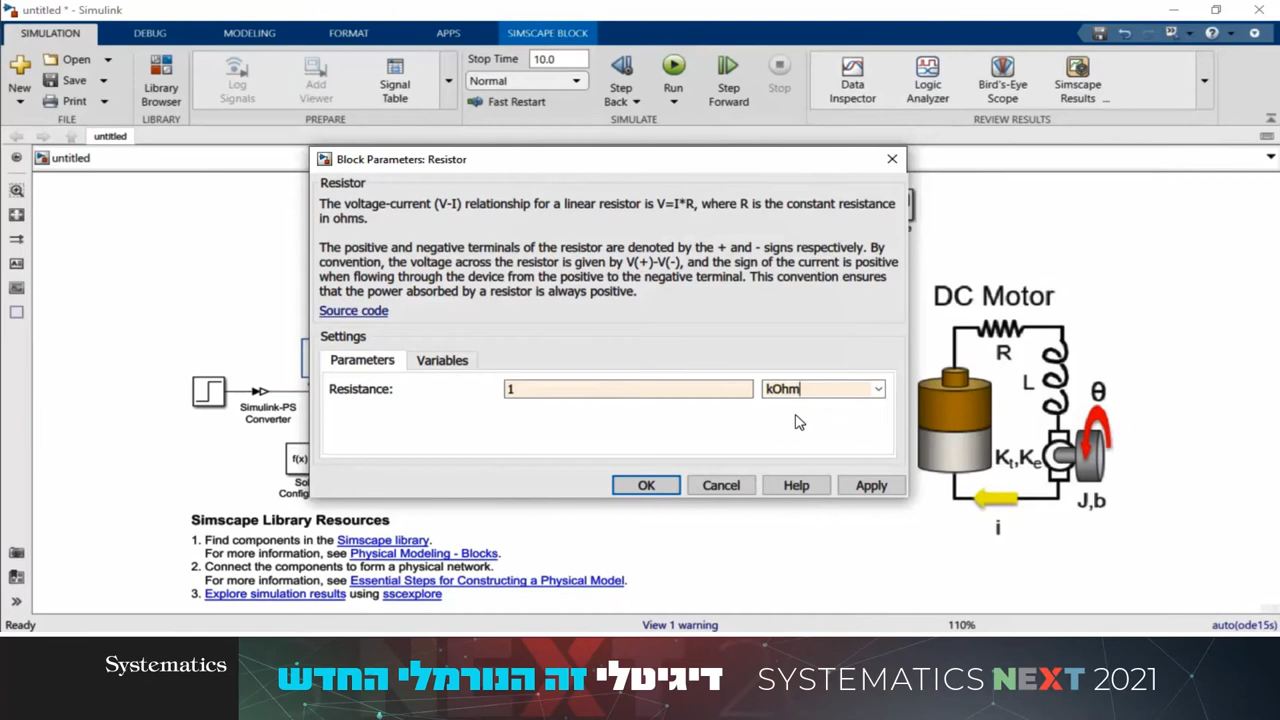 untitled * - Simulink
SIMULATION
DEBUG
MODELING
FORMAT
APPS
SIMSCAPE BLOCK
New
Open
Save
Print
FILE
Library
Browser
LIBRARY
Log
Signals
Add
Viewer
Signal
Table
PREPARE
Stop Time 10.0
Normal
Fast Restart
Step
Back
Run
Step
Forward
Stop
SIMULATE
Data
Inspector
Logic
Analyzer
Bird's-Eye
Scope
Simscape
Results ...
REVIEW RESULTS
untitled
untitled
Block Parameters: Resistor
Resistor
The voltage-current (V-I) relationship for a linear resistor is V=I*R, where R is the constant resistance
in ohms.
The positive and negative terminals of the resistor are denoted by the + and - signs respectively. By
convention, the voltage across the resistor is given by V(+)-V(-), and the sign of the current is positive
when flowing through the device from the positive to the negative terminal. This convention ensures
that the power absorbed by a resistor is always positive.
Source code
Settings
Parameters
Variables
Resistance:
1
kOhm
OK
Cancel
Help
Apply
Simulink-PS
Converter
f(x)
DC Motor
R
L
θ
Kt,Ke
J,b
i
Simscape Library Resources
1. Find components in the Simscape library.
For more information, see Physical Modeling - Blocks.
2. Connect the components to form a physical network.
For more information, see Essential Steps for Constructing a Physical Model.
3. Explore simulation results using sscexplore
Ready
View 1 warning
110%
auto(ode15s)
Systematics
דיגיטלי זה הנורמלי החדש
SYSTEMATICS NEXT 2021